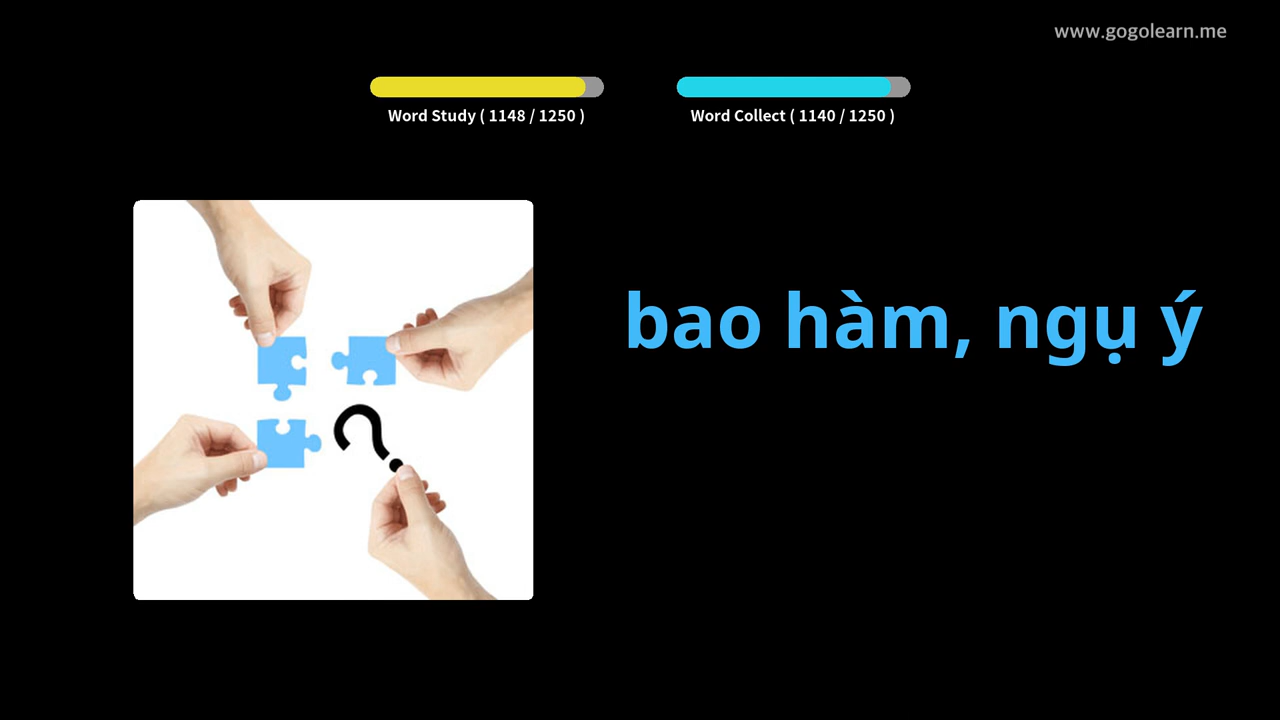 www.gogolearn.me
Word Study ( 1148 / 1250 )
Word Collect ( 1140 / 1250 )
bao hàm, ngụ ý
?